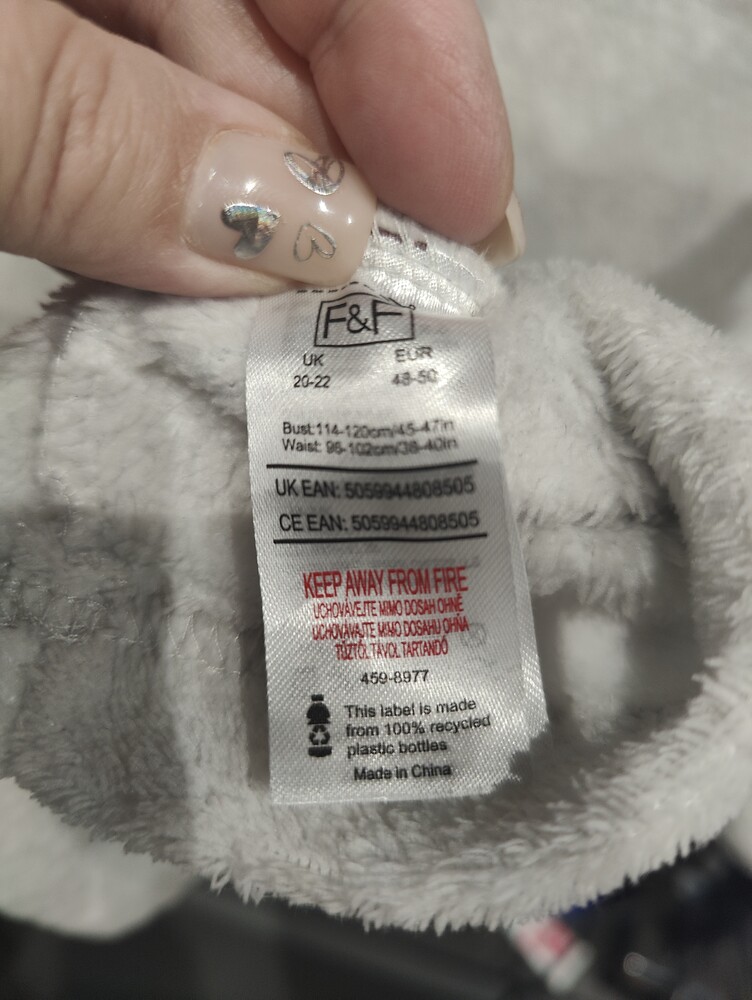 F&F
UK EUR
20-22 48-50
Bust:114-120cm/45-47in
Waist: 96-102cm/38-40in
UK EAN: 5059944808505
CE EAN: 5059944808505
KEEP AWAY FROM FIRE
UCHOVÁVEJTE MIMO DOSAH OHNĚ
UCHOVÁVAJTE MIMO DOSAHU OHŇA
TŰZTŐL TÁVOL TARTANDÓ
459-8977
This label is made
from 100% recycled
plastic bottles
Made in China